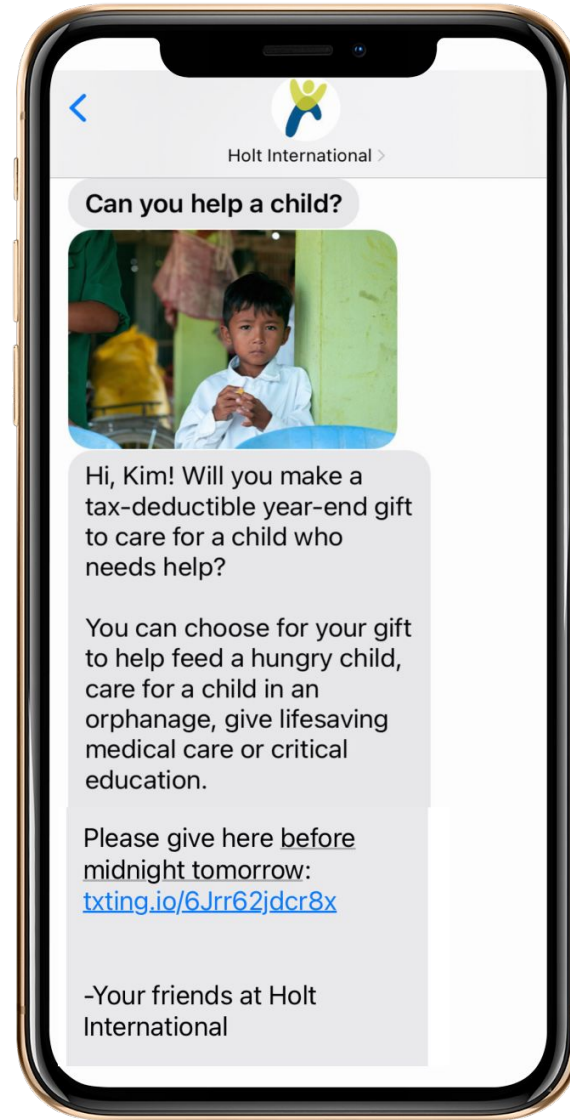 Holt International
Can you help a child?
Hi, Kim! Will you make a
tax-deductible year-end gift
to care for a child who
needs help?
You can choose for your gift
to help feed a hungry child,
care for a child in an
orphanage, give lifesaving
medical care or critical
education.
Please give here before
midnight tomorrow:
txting.io/6Jrr62jdcr8x
-Your friends at Holt
International